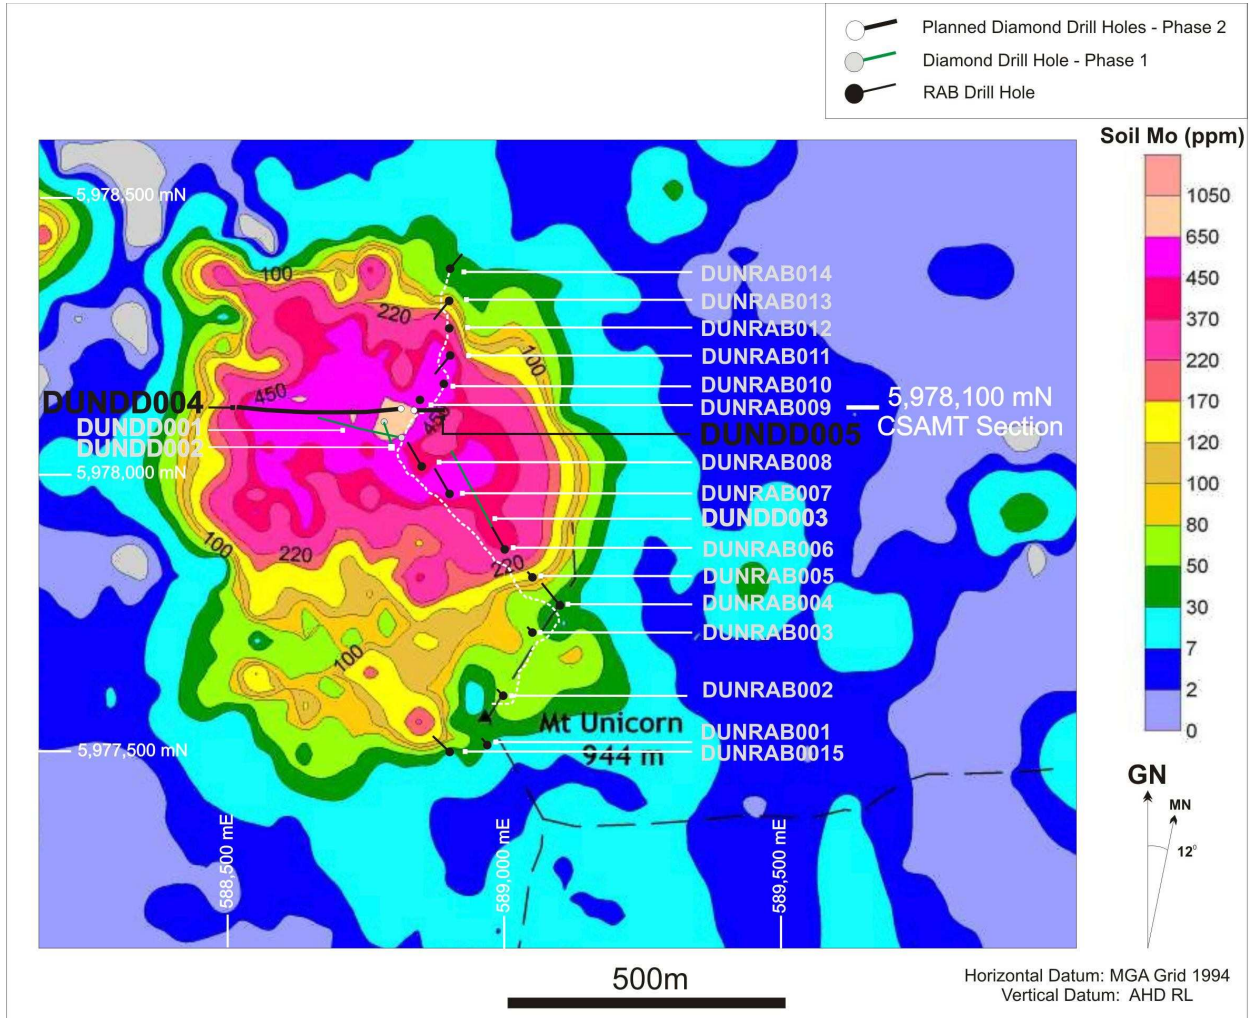 Planned Diamond Drill Holes - Phase 2
Diamond Drill Hole - Phase 1
RAB Drill Hole
Soil Mo (ppm)
1050
650
450
370
220
170
120
100
80
50
30
7
2
0
5,978,500 mN
100
220
100
450
450
DUNRAB014
DUNRAB013
DUNRAB012
DUNRAB011
DUNRAB010
DUNRAB009
DUNDD004
DUNDD001
DUNDD002
5,978,000 mN
DUNDD005
5,978,100 mN
CSAMT Section
DUNRAB008
DUNRAB007
DUNDD003
DUNRAB006
DUNRAB005
DUNRAB004
DUNRAB003
DUNRAB002
DUNRAB001
DUNRAB0015
100
220
220
100
Mt Unicorn
944 m
5,977,500 mN
588,500 mE
589,000 mE
589,500 mE
GN
MN
12°
500m
Horizontal Datum: MGA Grid 1994
Vertical Datum: AHD RL